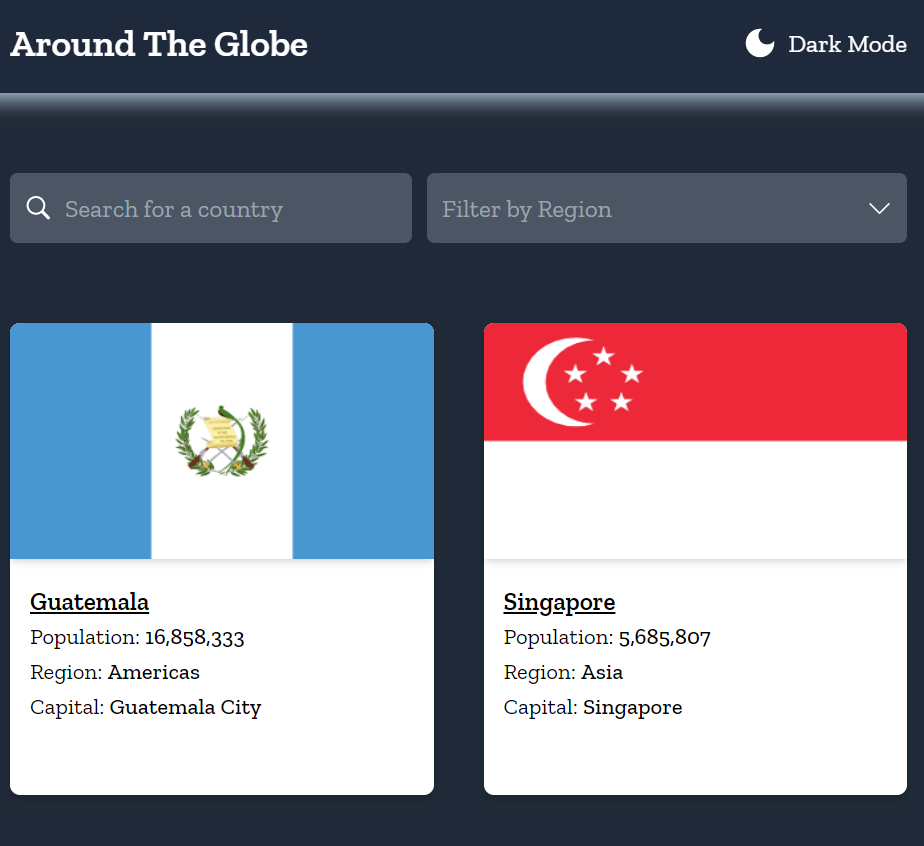 Around The Globe
Dark Mode
Search for a country
Filter by Region
Guatemala
Population: 16,858,333
Region: Americas
Capital: Guatemala City
Singapore
Population: 5,685,807
Region: Asia
Capital: Singapore